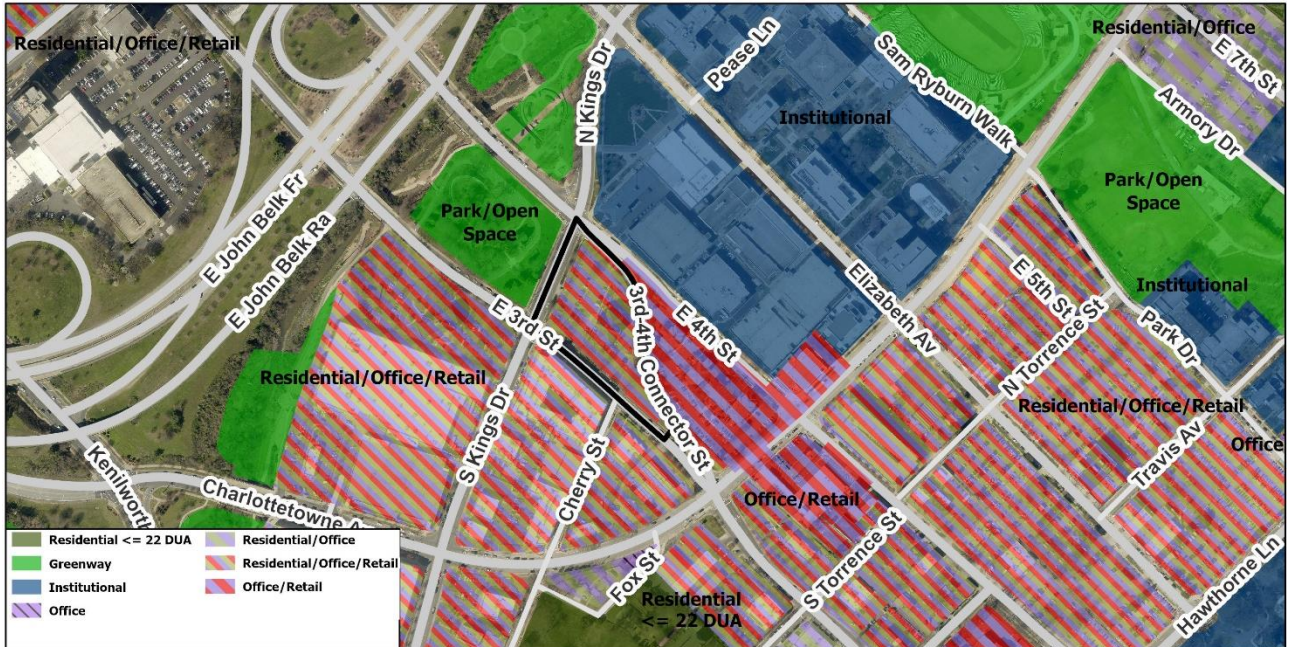 Residential/Office/Retail
Pease Ln
Sam Ryburn Walk
Residential/Office
E 7th St
Armory Dr
N Kings Dr
Institutional
E John Belk Fr
E John Belk Ra
Park/Open
Space
Park/Open
Space
E 3rd St
3rd-4th Connector St
E 4th St
Elizabeth Av
E 5th St
N Torrence St
Institutional
Park Dr
Residential/Office/Retail
S Kings Dr
Cherry St
Residential/Office/Retail
Travis Av
Office
Kenilworth
Charlottetowne A
Office/Retail
S Torrence St
Fox St
Residential
<= 22 DUA
Hawthorne Ln
Residential <= 22 DUA
Greenway
Institutional
Office
Residential/Office
Residential/Office/Retail
Office/Retail